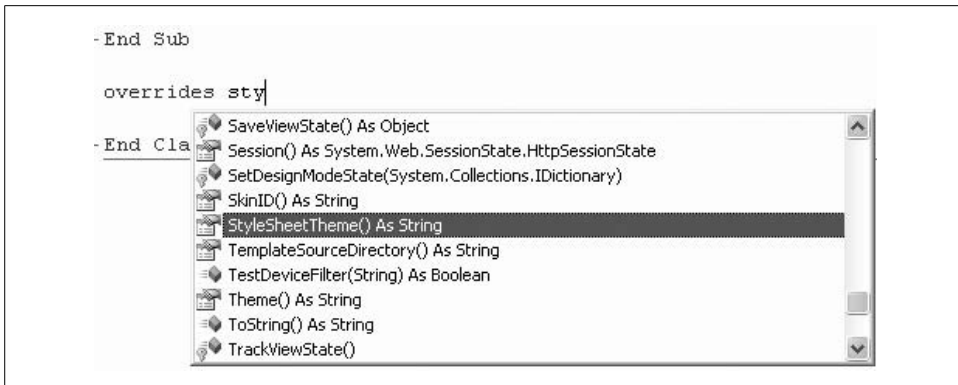 End Sub
overrides sty
End Cla
SaveViewState() As Object
Session() As System.Web.SessionState.HttpSessionState
SetDesignModeState(System.Collections.IDictionary)
SkinID() As String
StyleSheetTheme() As String
TemplateSourceDirectory() As String
TestDeviceFilter(String) As Boolean
Theme() As String
ToString() As String
TrackViewState()